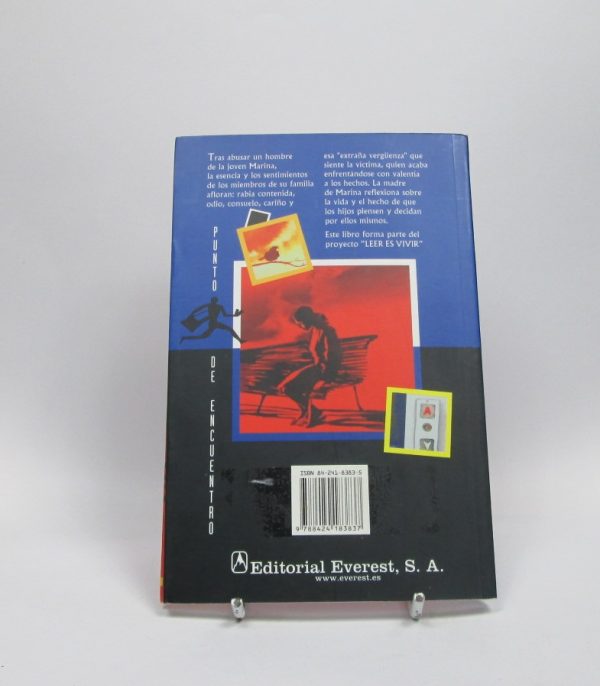 Tras abusar un hombre
de la joven Marina,
la esencia y los sentimientos
de los miembros de su familia
afloran: rabia contenida,
odio, consuelo, cariño y
esa "extraña vergüenza" que
siente la víctima, quien acaba
enfrentándose con valentía
a los hechos. La madre
de Marina reflexiona sobre
la vida y el hecho de que
los hijos piensen y decidan
por ellos mismos.
Este libro forma parte del
proyecto "LEER ES VIVIR"
PUNTO DE ENCUENTRO
A
ISBN 84-241-8383-5
9 788424 183837
Editorial Everest, S. A.
www.everest.es